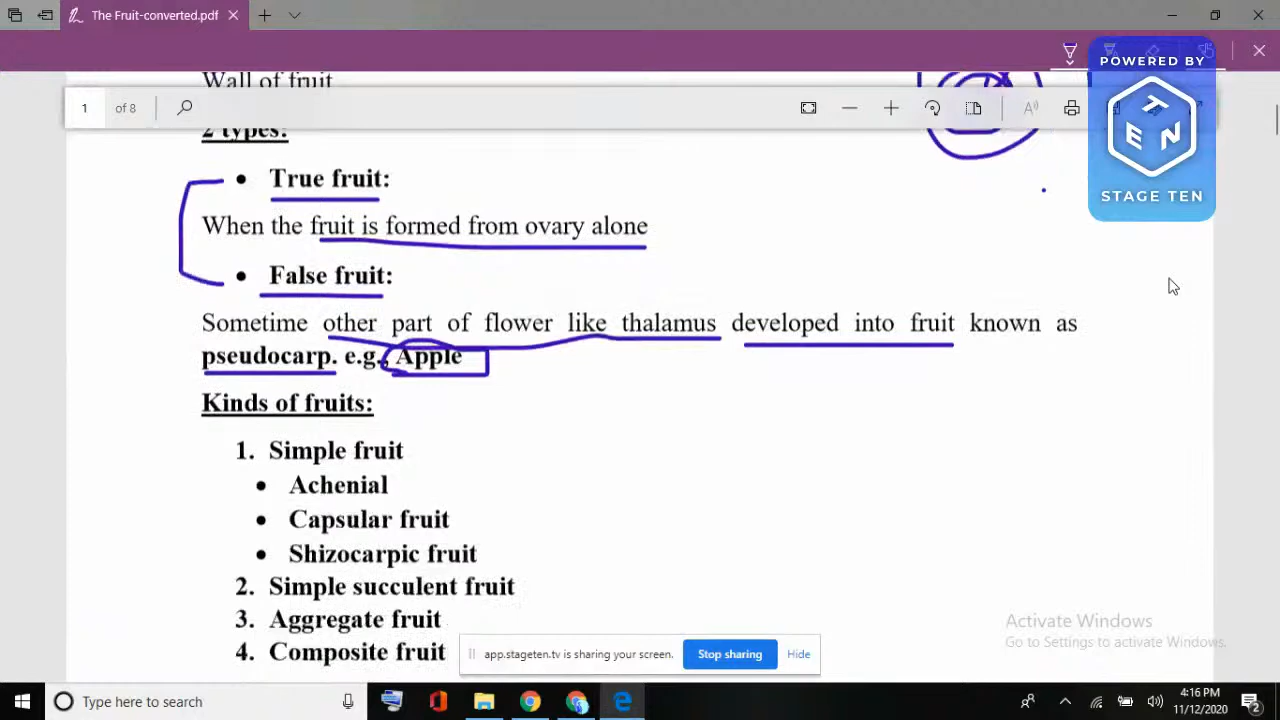 The Fruit-converted.pdf
POWERED BY
TEN
STAGE TEN
Wall of fruit
1 of 8
2 types:
• True fruit:
When the fruit is formed from ovary alone
• False fruit:
Sometime other part of flower like thalamus developed into fruit known as
pseudocarp. e.g., Apple
Kinds of fruits:
1. Simple fruit
• Achenial
• Capsular fruit
• Shizocarpic fruit
2. Simple succulent fruit
3. Aggregate fruit
4. Composite fruit
Activate Windows
Go to Settings to activate Windows.
app.stageten.tv is sharing your screen. Stop sharing Hide
Type here to search
4:16 PM
11/12/2020
2